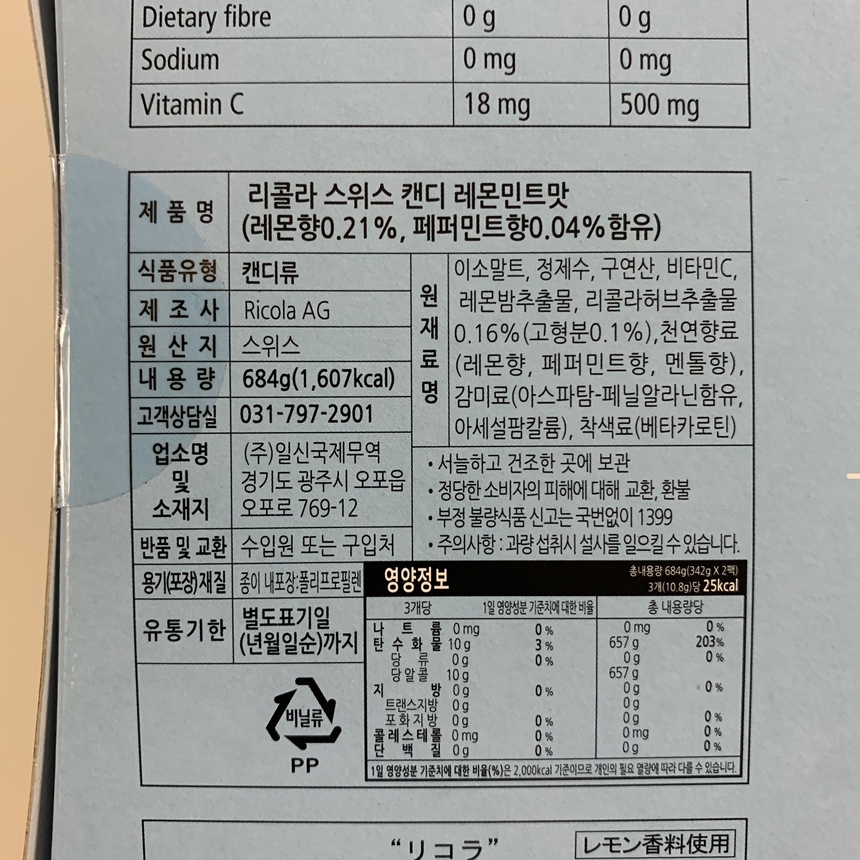 Dietary fibre 0 g 0 g
Sodium 0 mg 0 mg
Vitamin C 18 mg 500 mg
제 품 명 리콜라 스위스 캔디 레몬민트맛
(레몬향0.21%, 페퍼민트향0.04%함유)
식품유형 캔디류
제 조 사 Ricola AG
원 산 지 스위스
내 용 량 684g(1,607kcal)
고객상담실 031-797-2901
업소명
및
소재지
(주)일신국제무역
경기도 광주시 오포읍
오포로 769-12
반품 및 교환 수입원 또는 구입처
용기(포장)재질 종이 내포장:폴리프로필렌
유통기한
별도표기일
(년월일순)까지
원
재
료
명
이소말트, 정제수, 구연산, 비타민C,
레몬밤추출물, 리콜라허브추출물
0.16%(고형분0.1%),천연향료
(레몬향, 페퍼민트향, 멘톨향),
감미료(아스파탐-페닐알라닌함유,
아세설팜칼륨), 착색료(베타카로틴)
• 서늘하고 건조한 곳에 보관
• 정당한 소비자의 피해에 대해 교환, 환불
• 부정 불량식품 신고는 국번없이 1399
• 주의사항 : 과량 섭취시 설사를 일으킬 수 있습니다.
영양정보
총내용량 684g(342g X 2팩)
3개(10.8g)당 25kcal
3개당 1일 영양성분 기준치에 대한 비율 총 내용량당
나 트 륨 0 mg 0 % 0 mg 0 %
탄 수 화 물 10 g 3 % 657 g 203%
당 류 0 g 0 % 0 g 0 %
당 알 콜 10 g 657 g
지 방 0 g 0 % 0 g 0 %
트랜스지방 0 g 0 g
포 화 지 방 0 g 0 % 0 g 0 %
콜레스테롤 0 mg 0 % 0 mg 0 %
단 백 질 0 g 0 % 0 g 0 %
1일 영양성분 기준치에 대한 비율(%)은 2,000kcal 기준이므로 개인의 필요 열량에 따라 다를 수 있습니다.
비닐류
PP
“リコラ” レモン香料使用